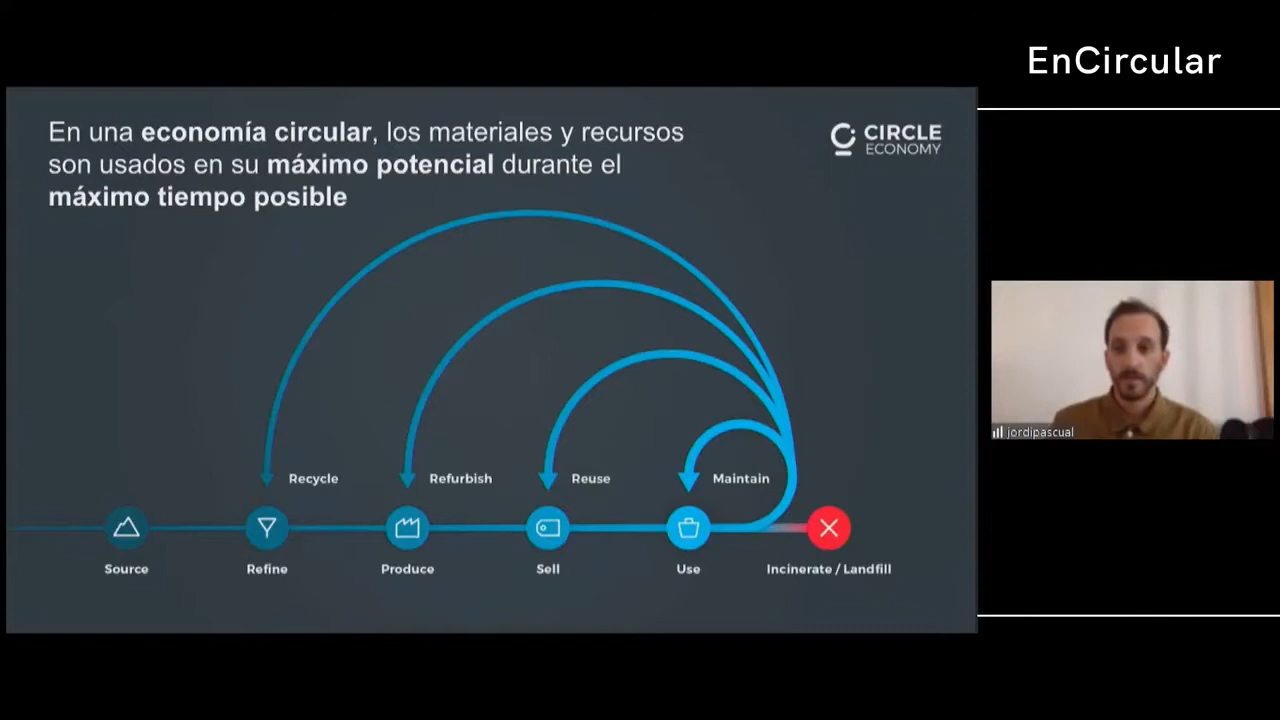 EnCircular
En una economía circular, los materiales y recursos
son usados en su máximo potencial durante el
máximo tiempo posible
CIRCLE
ECONOMY
Recycle
Refurbish
Reuse
Maintain
Source
Refine
Produce
Sell
Use
Incinerate / Landfill
jordipascual